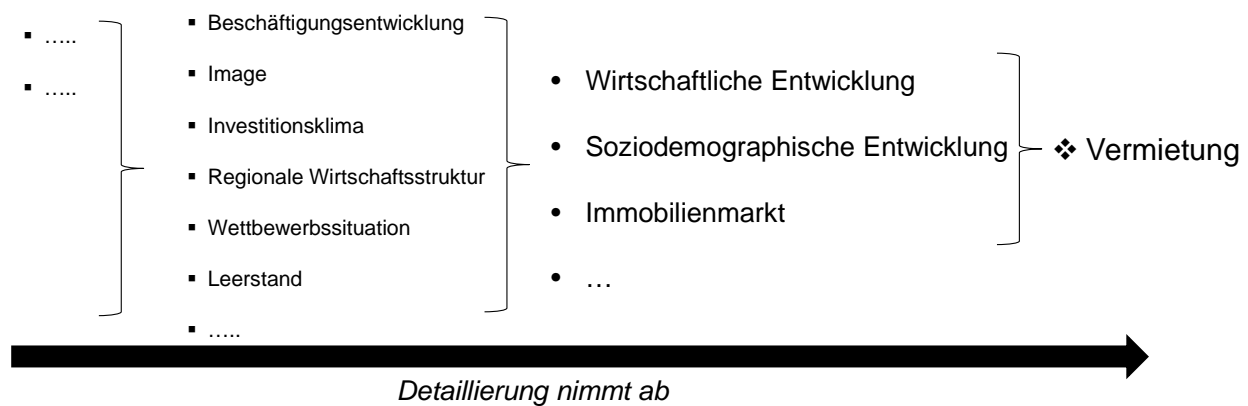 ▪ …..
▪ …..
▪ Beschäftigungsentwicklung
▪ Image
▪ Investitionsklima
▪ Regionale Wirtschaftsstruktur
▪ Wettbewerbssituation
▪ Leerstand
▪ …..
• Wirtschaftliche Entwicklung
• Soziodemographische Entwicklung
• Immobilienmarkt
• …
❖ Vermietung
Detaillierung nimmt ab